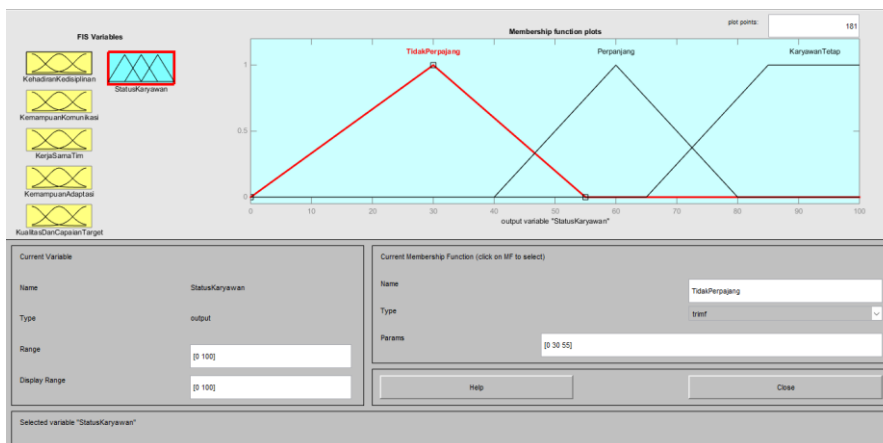 FIS Variables
KehadiranKedisiplinan
StatusKaryawan
KemampuanKomunikasi
KerjaSamaTim
KemampuanAdaptasi
KualitasDanCapaianTarget
Membership function plots
plot points:
181
TidakPerpajang
Perpanjang
KaryawanTetap
1
0.5
0
0 10 20 30 40 50 60 70 80 90 100
output variable "StatusKaryawan"
Current Variable
Name StatusKaryawan
Type output
Range [0 100]
Display Range [0 100]
Current Membership Function (click on MF to select)
Name TidakPerpajang
Type trimf
Params [0 30 55]
Help Close
Selected variable "StatusKaryawan"